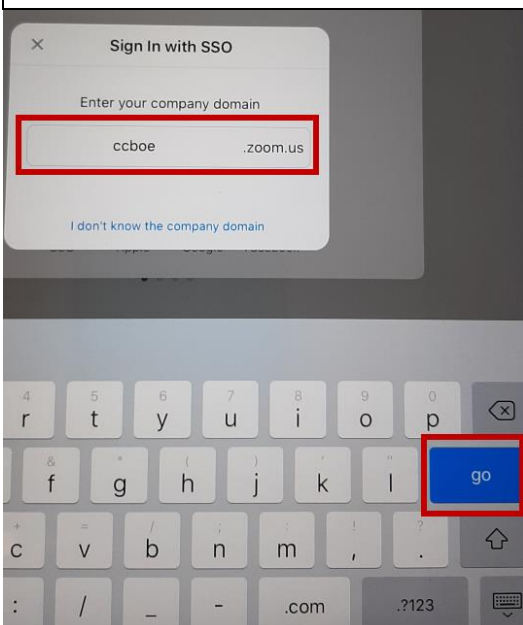 × Sign In with SSO
Enter your company domain
ccboe .zoom.us
I don't know the company domain
4 5 6 7 8 9 0
r t y u i o p
& * ( ) ' "
f g h j k l go
+ = / ; : ! ?
c v b n m , .
: / _ - .com .?123